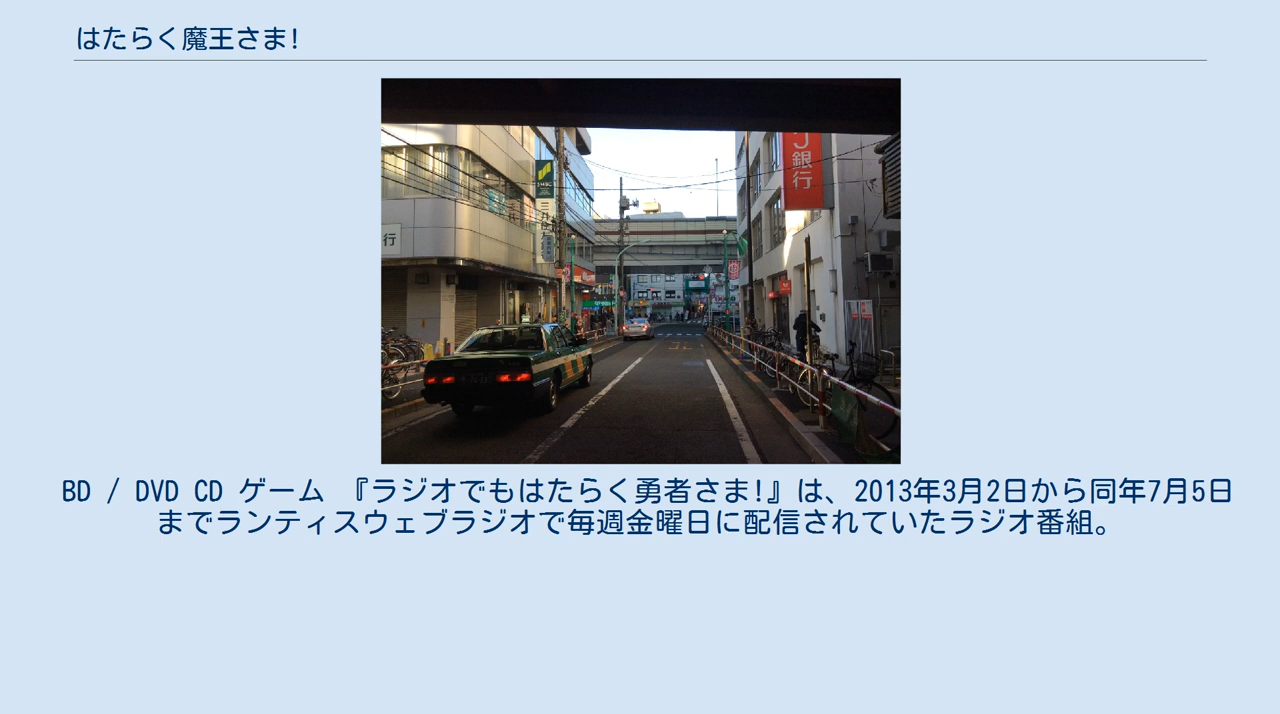 はたらく魔王さま!
銀行
行
BD / DVD CD ゲーム 『ラジオでもはたらく勇者さま!』は、2013年3月2日から同年7月5日
までランティスウェブラジオで毎週金曜日に配信されていたラジオ番組。